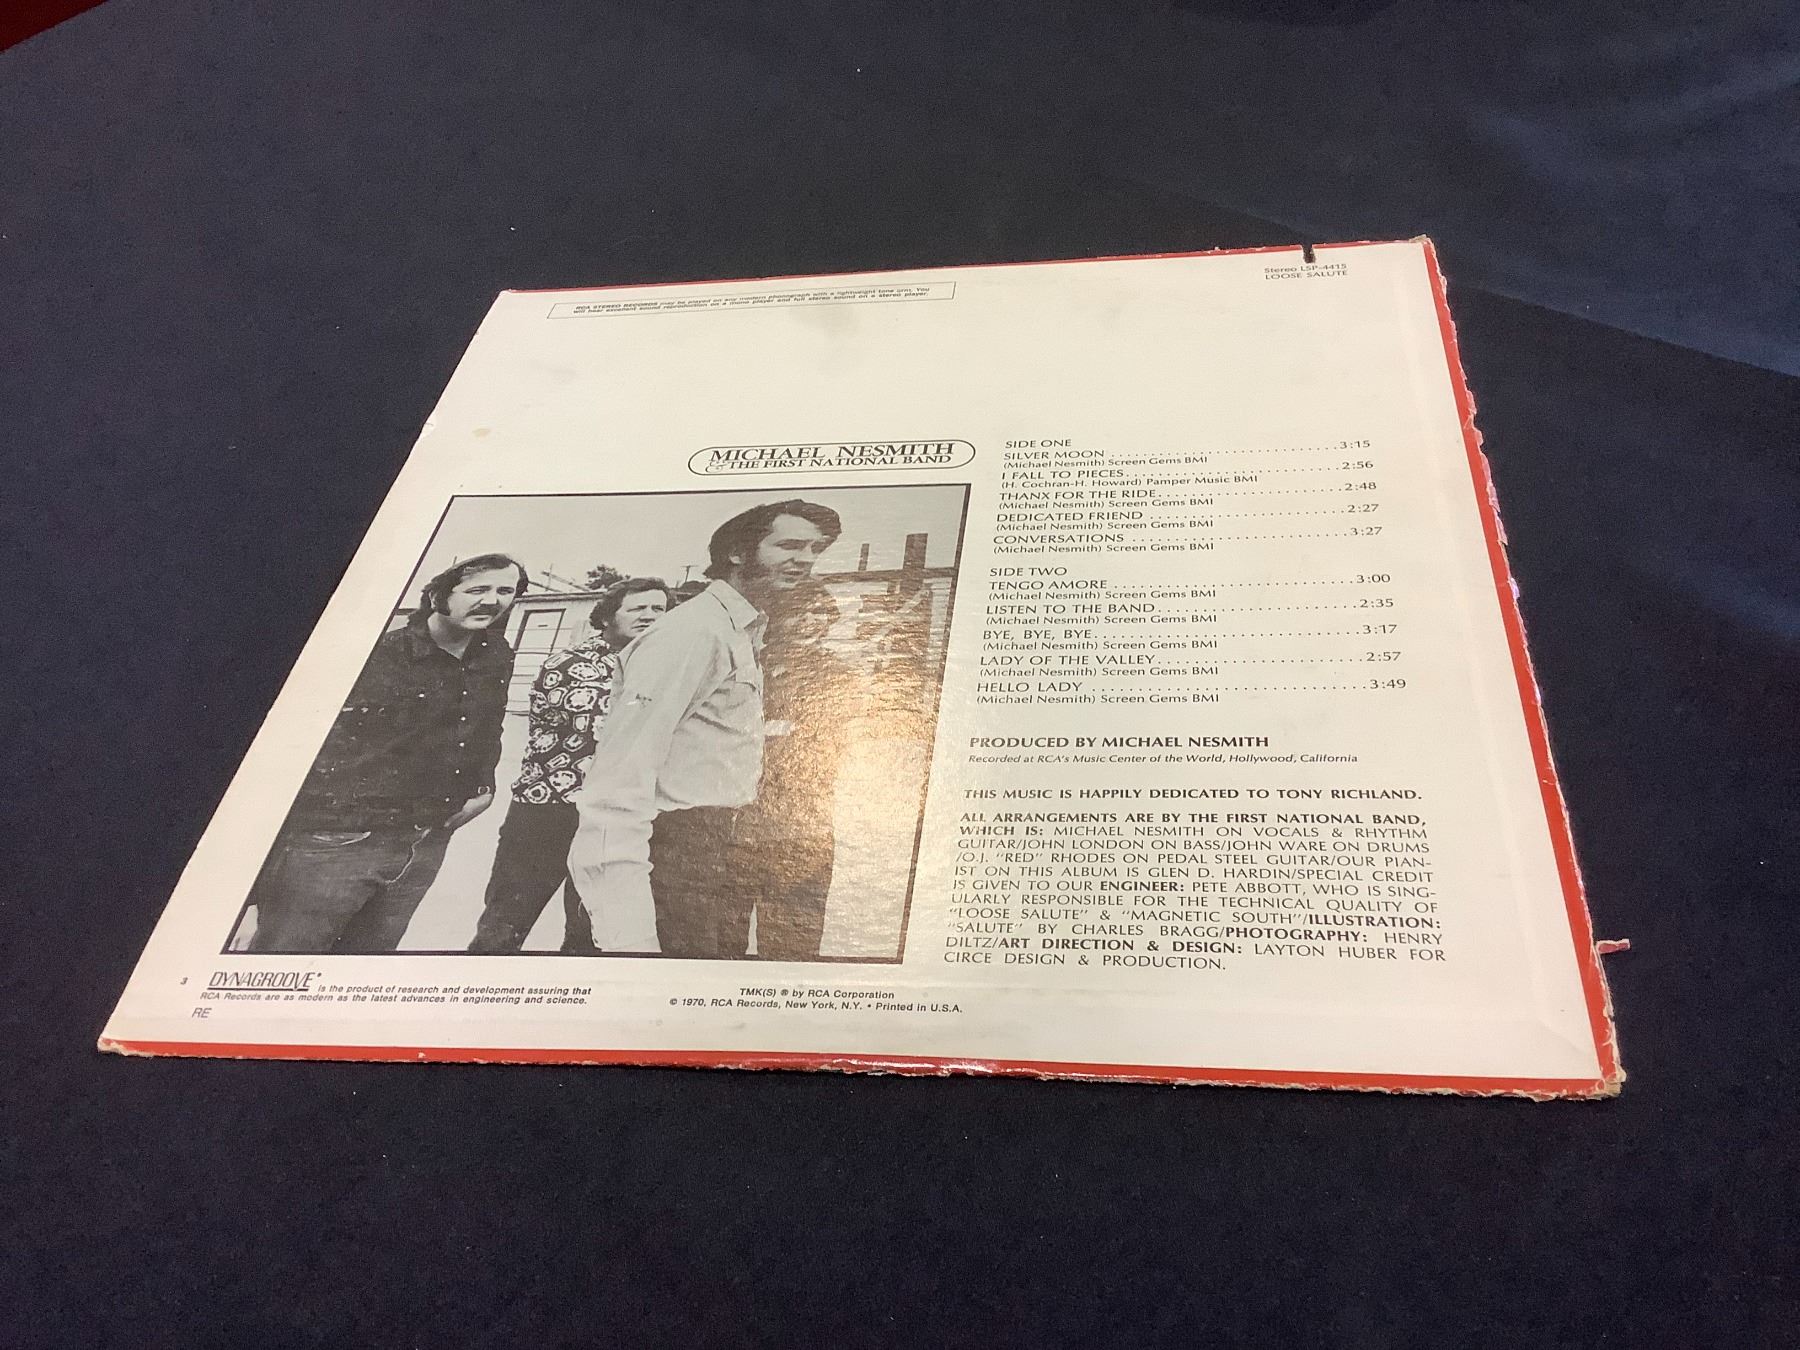 RCA STEREO RECORDS may be played on any modern phonograph with a lightweight tone arm. You
will hear excellent sound reproduction on a mono player and full stereo sound on a stereo player.
Stereo LSP-4415
LOOSE SALUTE
MICHAEL NESMITH
& THE FIRST NATIONAL BAND
SIDE ONE
SILVER MOON ............................3:15
(Michael Nesmith) Screen Gems BMI
I FALL TO PIECES............................2:56
(H. Cochran-H. Howard) Pamper Music BMI
THANX FOR THE RIDE......................2:48
(Michael Nesmith) Screen Gems BMI
DEDICATED FRIEND ......................2:27
(Michael Nesmith) Screen Gems BMI
CONVERSATIONS .........................3:27
(Michael Nesmith) Screen Gems BMI
SIDE TWO
TENGO AMORE ...........................3:00
(Michael Nesmith) Screen Gems BMI
LISTEN TO THE BAND......................2:35
(Michael Nesmith) Screen Gems BMI
BYE, BYE, BYE.............................3:17
(Michael Nesmith) Screen Gems BMI
LADY OF THE VALLEY......................2:57
(Michael Nesmith) Screen Gems BMI
HELLO LADY ..............................3:49
(Michael Nesmith) Screen Gems BMI
PRODUCED BY MICHAEL NESMITH
Recorded at RCA's Music Center of the World, Hollywood, California
THIS MUSIC IS HAPPILY DEDICATED TO TONY RICHLAND.
ALL ARRANGEMENTS ARE BY THE FIRST NATIONAL BAND,
WHICH IS: MICHAEL NESMITH ON VOCALS & RHYTHM
GUITAR/JOHN LONDON ON BASS/JOHN WARE ON DRUMS
/O.J. "RED" RHODES ON PEDAL STEEL GUITAR/OUR PIAN-
IST ON THIS ALBUM IS GLEN D. HARDIN/SPECIAL CREDIT
IS GIVEN TO OUR ENGINEER: PETE ABBOTT, WHO IS SING-
ULARLY RESPONSIBLE FOR THE TECHNICAL QUALITY OF
"LOOSE SALUTE" & "MAGNETIC SOUTH"/ILLUSTRATION:
"SALUTE" BY CHARLES BRAGG/PHOTOGRAPHY: HENRY
DILTZ/ART DIRECTION & DESIGN: LAYTON HUBER FOR
CIRCE DESIGN & PRODUCTION.
3 DYNAGROOVE® is the product of research and development assuring that
RCA Records are as modern as the latest advances in engineering and science.
RE
TMK(S) ® by RCA Corporation
© 1970, RCA Records, New York, N.Y. • Printed in U.S.A.